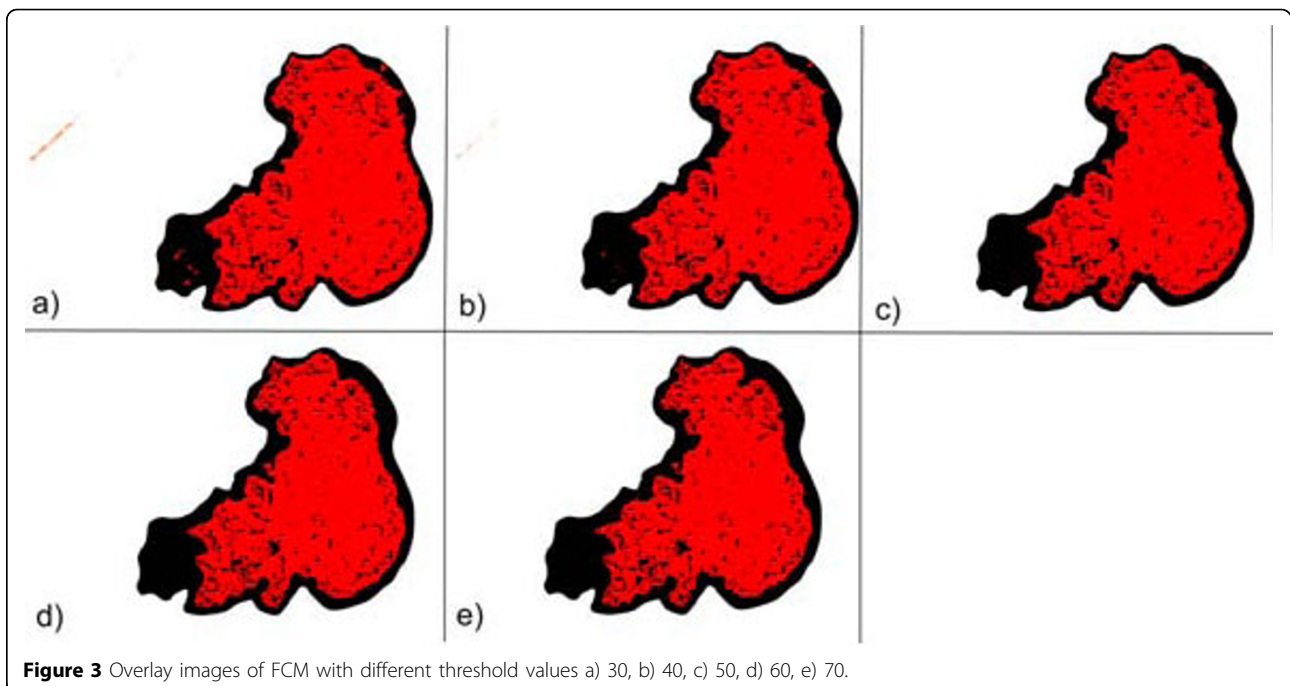 a)
b)
c)
d)
e)
Figure 3 Overlay images of FCM with different threshold values a) 30, b) 40, c) 50, d) 60, e) 70.